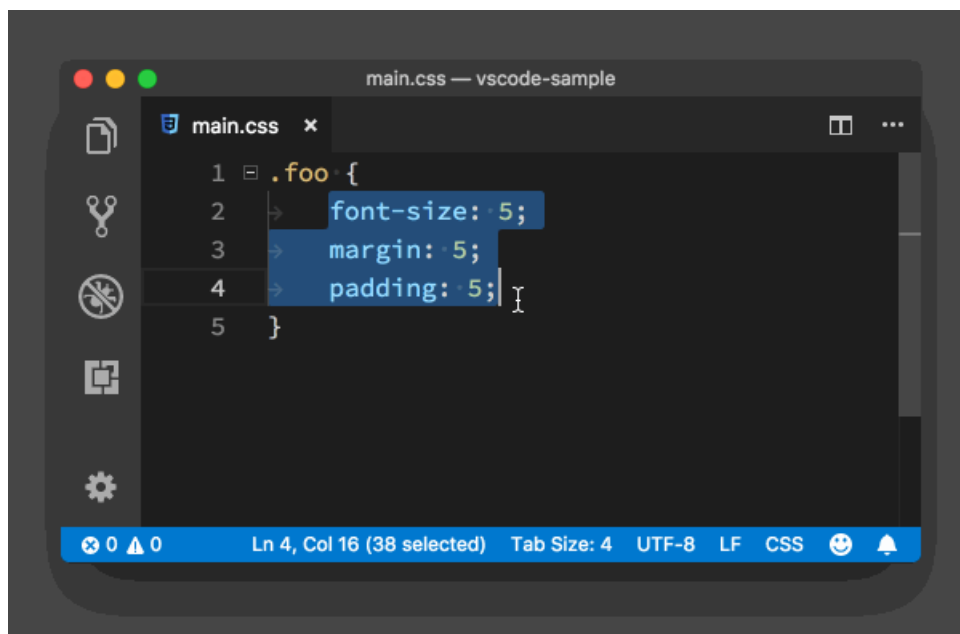 main.css — vscode-sample
main.css
1 .foo {
2 font-size: 5;
3 margin: 5;
4 padding: 5;
5 }
0 0 Ln 4, Col 16 (38 selected) Tab Size: 4 UTF-8 LF CSS